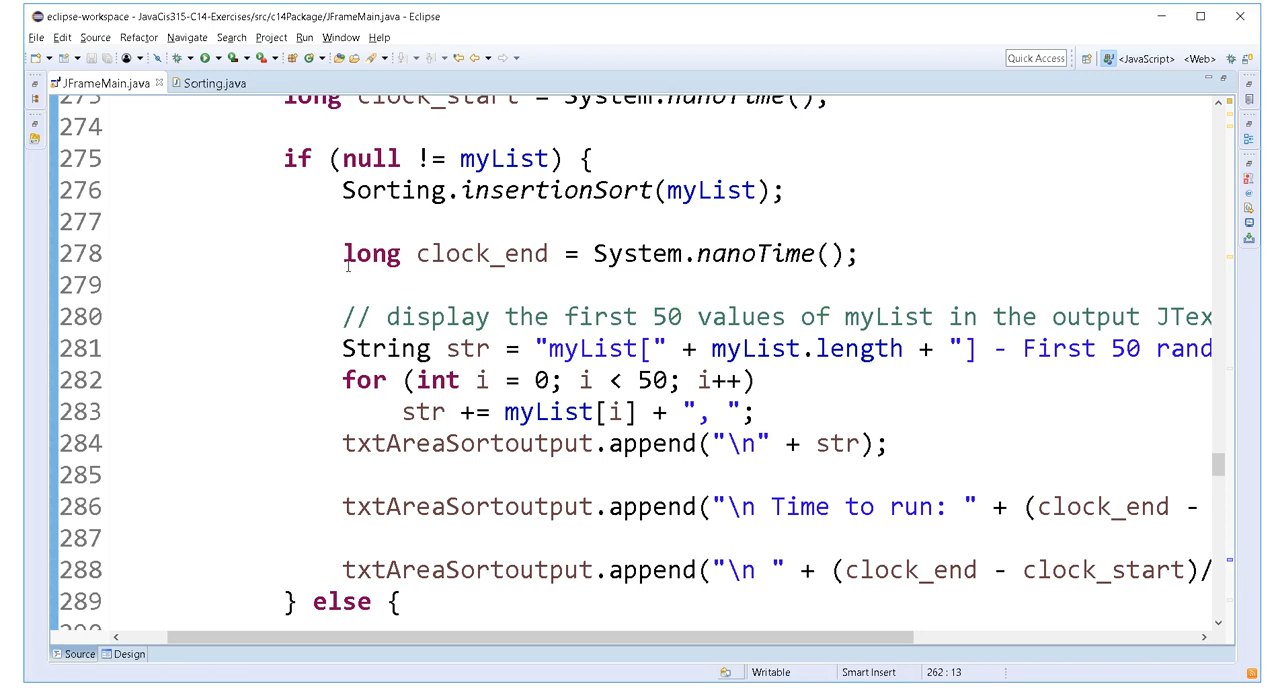 eclipse-workspace - JavaCis315-C14-Exercises/src/c14Package/JFrameMain.java - Eclipse
File Edit Source Refactor Navigate Search Project Run Window Help
Quick Access <JavaScript> <Web>
JFrameMain.java Sorting.java
273 long clock_start = System.nanoTime();
274
275 if (null != myList) {
276 Sorting.insertionSort(myList);
277
278 long clock_end = System.nanoTime();
279
280 // display the first 50 values of myList in the output JTex
281 String str = "myList[" + myList.length + "] - First 50 rand
282 for (int i = 0; i < 50; i++)
283 str += myList[i] + ", ";
284 txtAreaSortoutput.append("\n" + str);
285
286 txtAreaSortoutput.append("\n Time to run: " + (clock_end -
287
288 txtAreaSortoutput.append("\n " + (clock_end - clock_start)/
289 } else {
Source Design
Writable Smart Insert 262 : 13